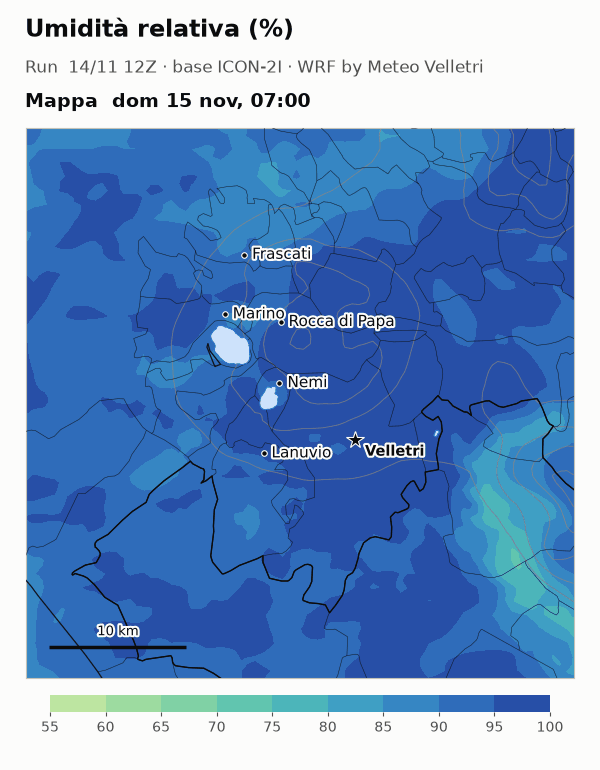 Umidità relativa (%)
Run 14/11 12Z · base ICON-2I · WRF by Meteo Velletri
Mappa dom 15 nov, 07:00
Frascati
Marino
Rocca di Papa
Nemi
Velletri
Lanuvio
10 km
55 60 65 70 75 80 85 90 95 100